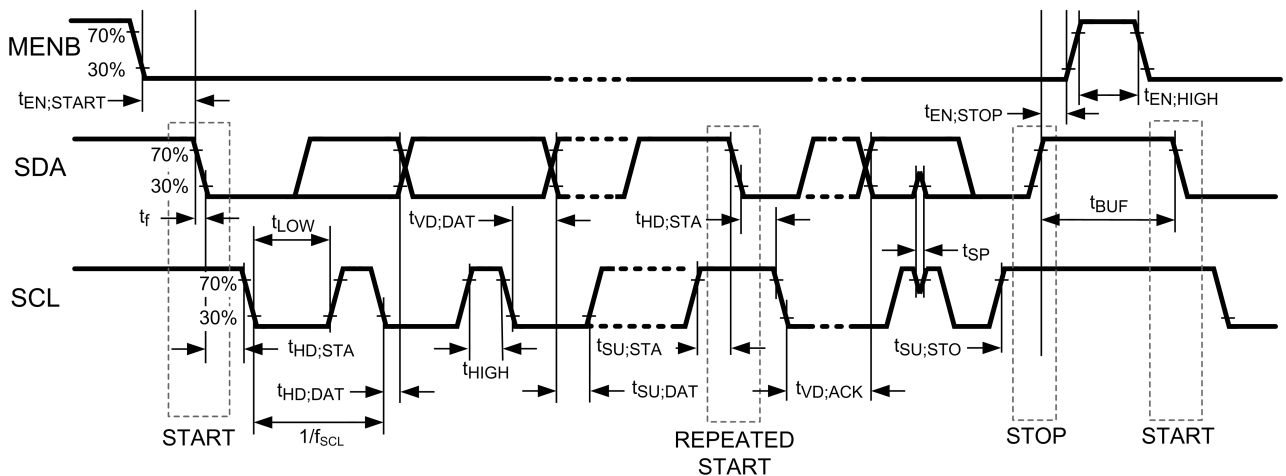 MENB
70%
30%
tEN;START
tEN;STOP
tEN;HIGH
SDA
70%
30%
tf
tLOW
tVD;DAT
tHD;STA
tSP
tBUF
SCL
70%
30%
tHD;STA
tHD;DAT
tHIGH
tSU;STA
tSU;DAT
tVD;ACK
tSU;STO
1/fSCL
START
REPEATED
START
STOP
START